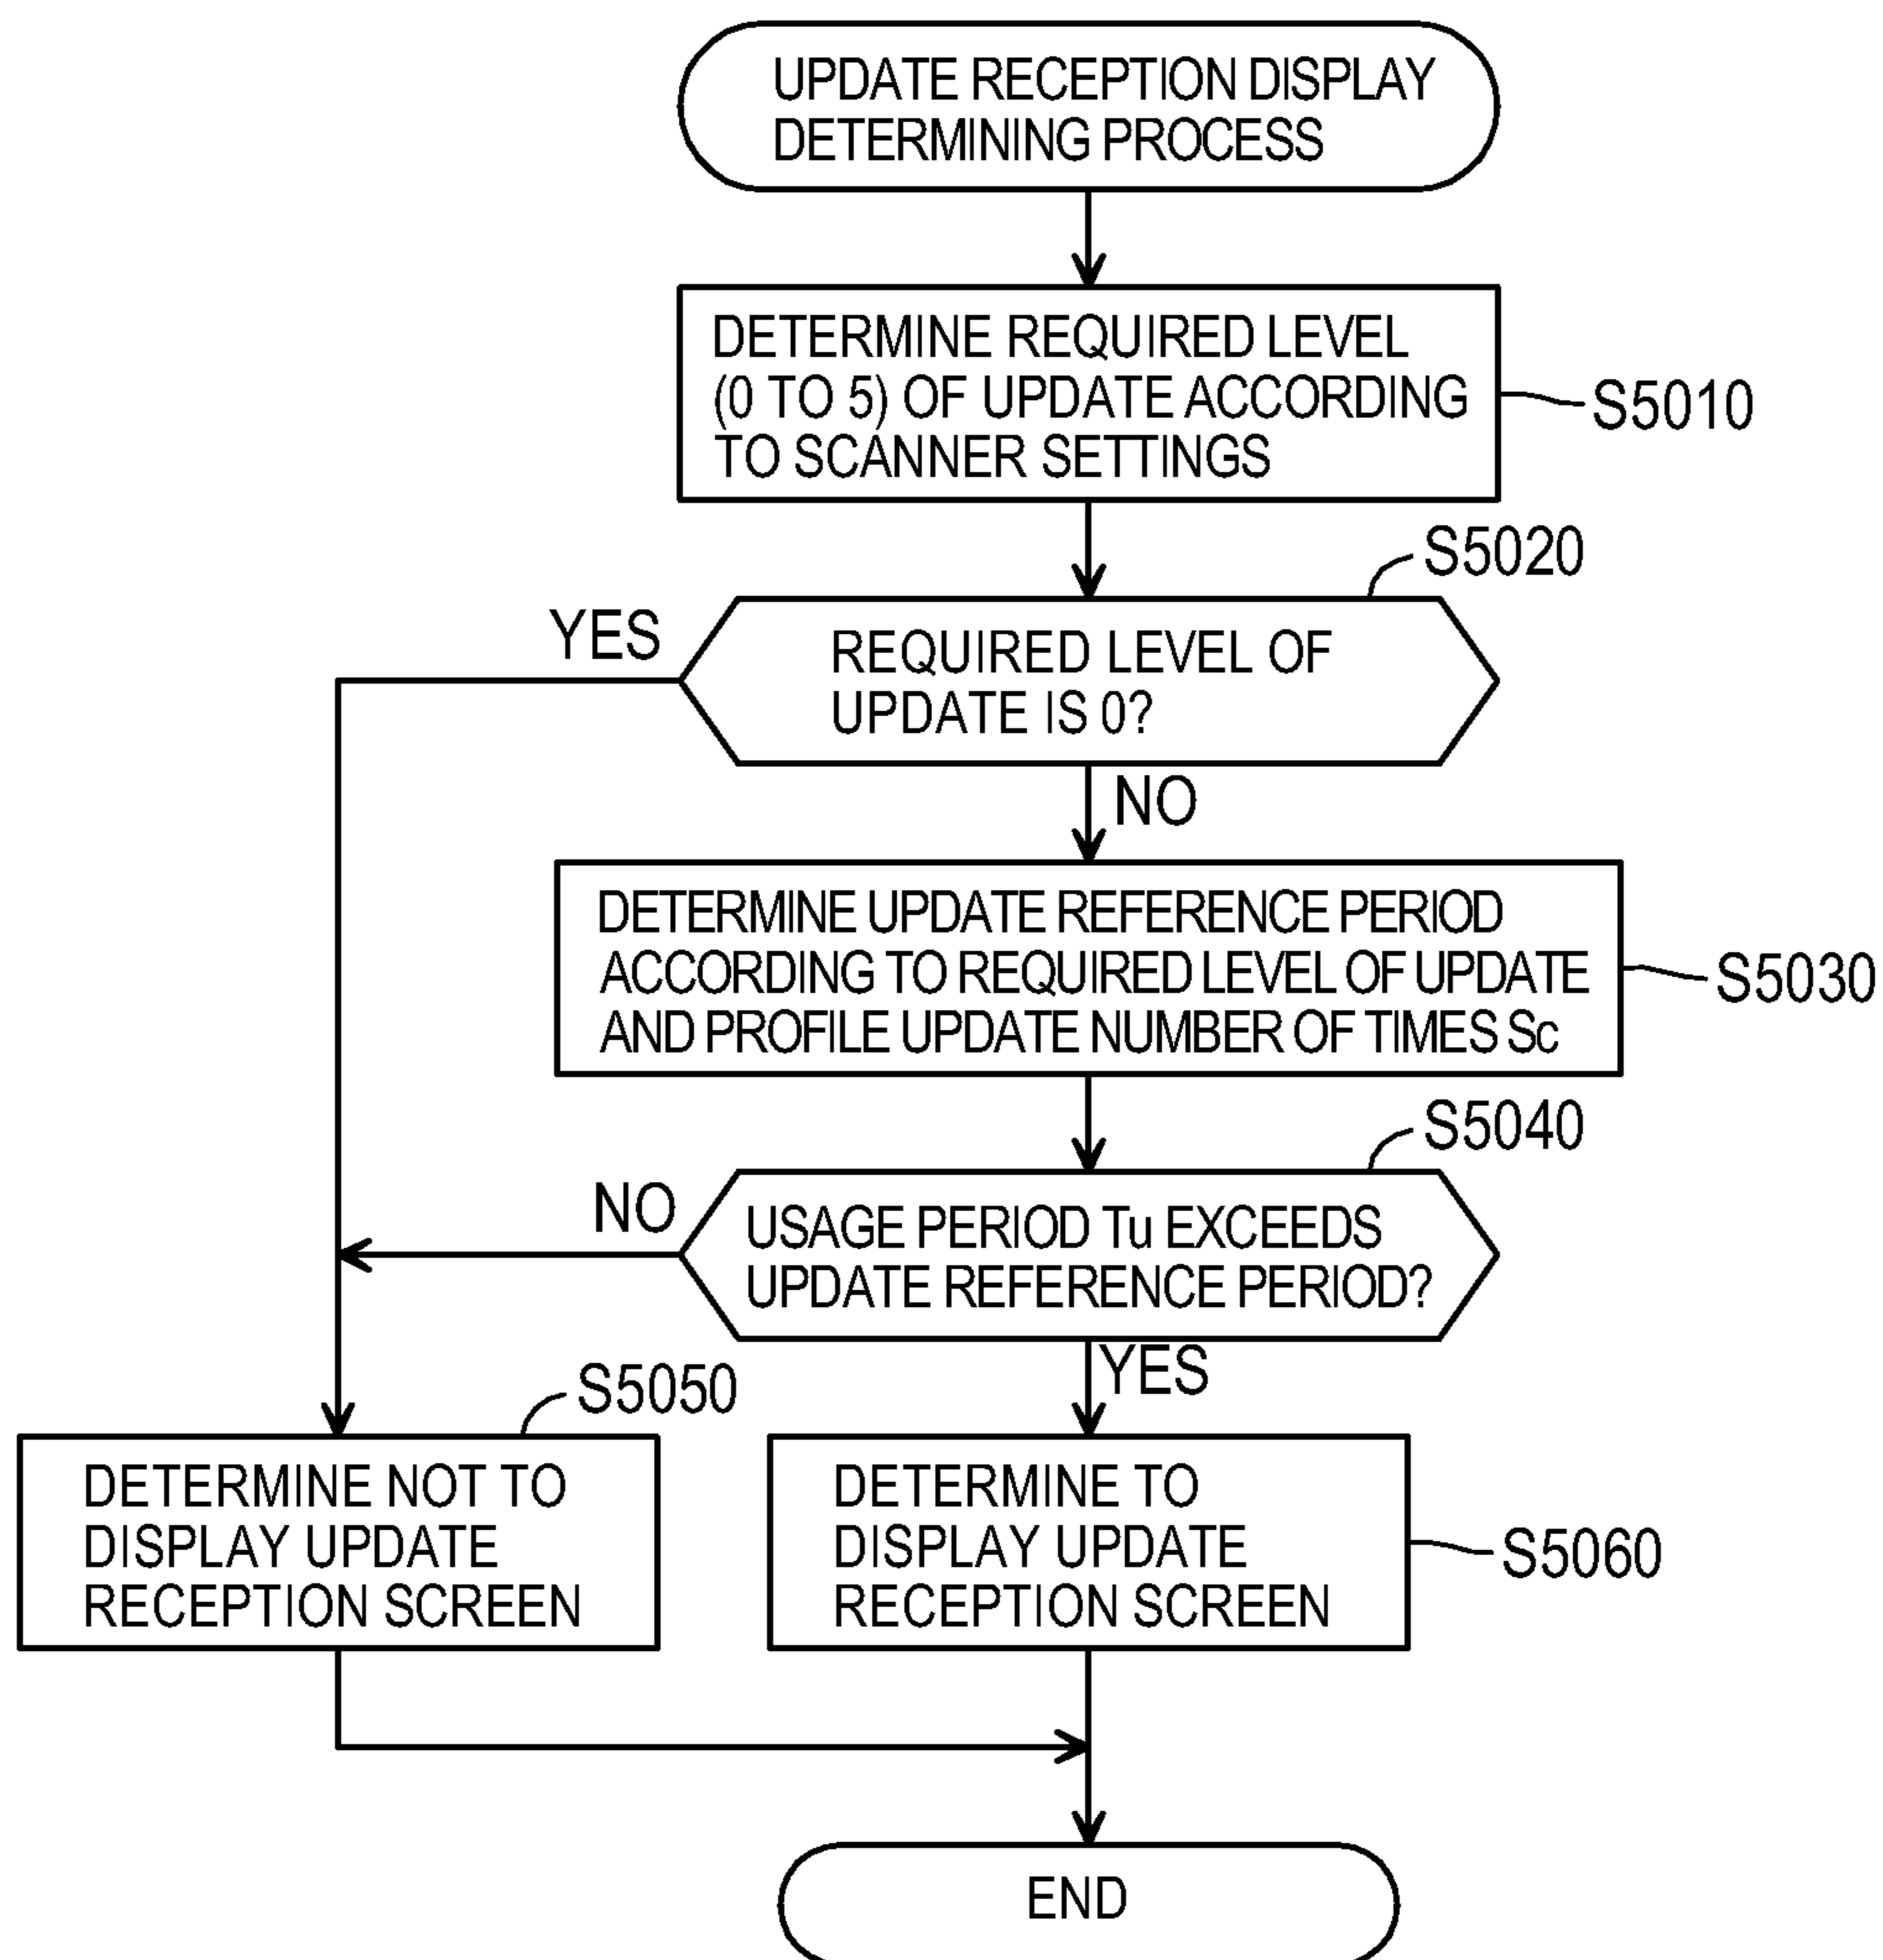 UPDATE RECEPTION DISPLAY
DETERMINING PROCESS
DETERMINE REQUIRED LEVEL
(0 TO 5) OF UPDATE ACCORDING
TO SCANNER SETTINGS
S5010
S5020
YES
REQUIRED LEVEL OF
UPDATE IS 0?
NO
DETERMINE UPDATE REFERENCE PERIOD
ACCORDING TO REQUIRED LEVEL OF UPDATE
AND PROFILE UPDATE NUMBER OF TIMES Sc
S5030
S5040
NO
USAGE PERIOD Tu EXCEEDS
UPDATE REFERENCE PERIOD?
YES
S5050
DETERMINE NOT TO
DISPLAY UPDATE
RECEPTION SCREEN
DETERMINE TO
DISPLAY UPDATE
RECEPTION SCREEN
S5060
END